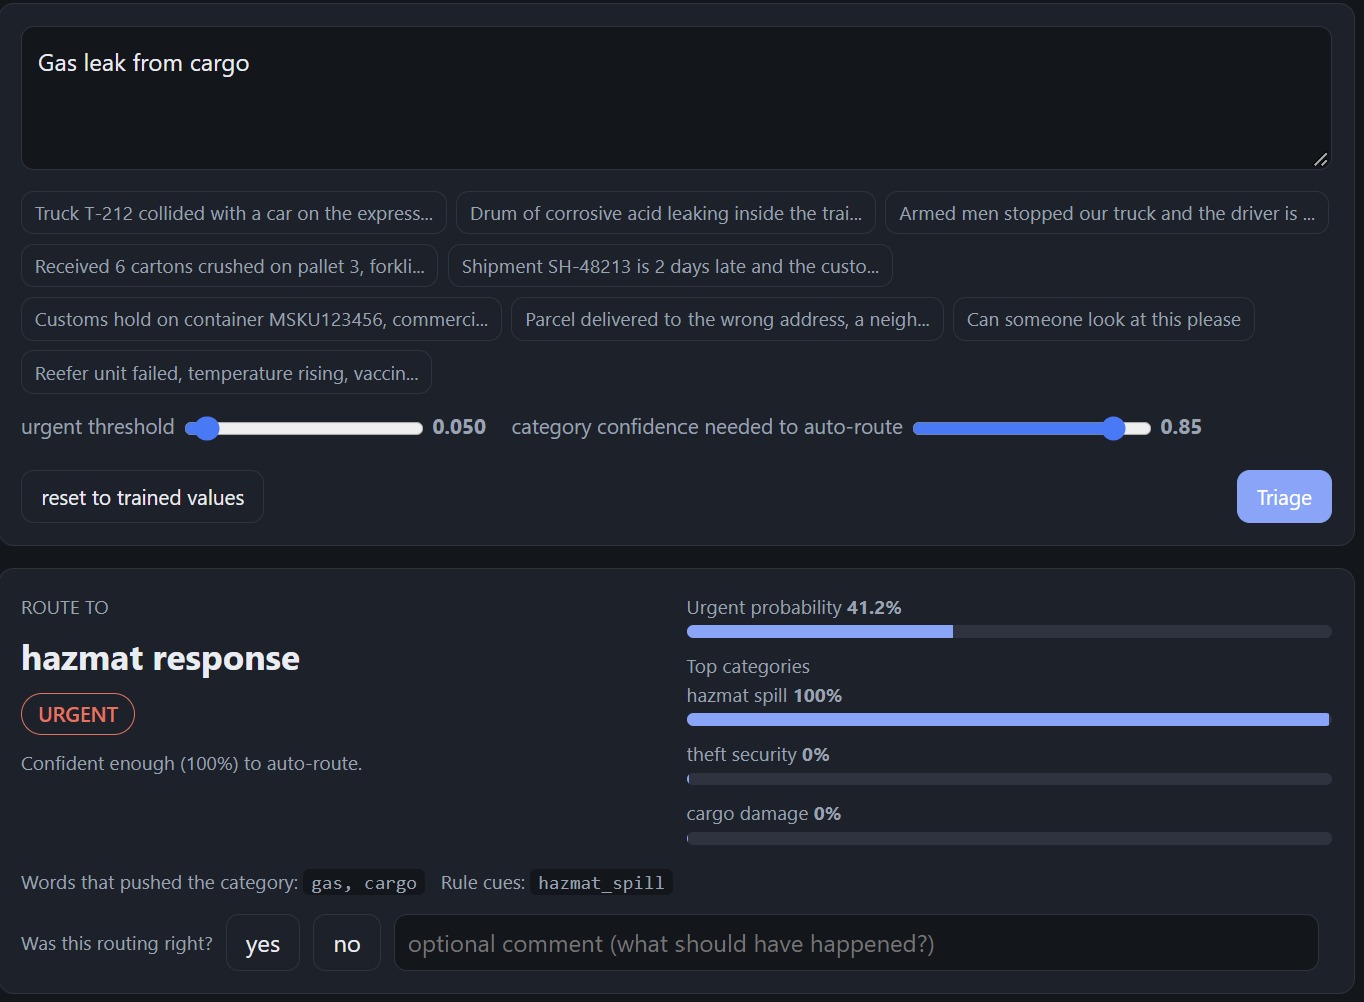 Gas leak from cargo
Truck T-212 collided with a car on the express...
Drum of corrosive acid leaking inside the trai...
Armed men stopped our truck and the driver is ...
Received 6 cartons crushed on pallet 3, forkli...
Shipment SH-48213 is 2 days late and the custo...
Customs hold on container MSKU123456, commerci...
Parcel delivered to the wrong address, a neigh...
Can someone look at this please
Reefer unit failed, temperature rising, vaccin...
urgent threshold 0.050 category confidence needed to auto-route 0.85
reset to trained values
Triage
ROUTE TO
hazmat response
URGENT
Confident enough (100%) to auto-route.
Urgent probability 41.2%
Top categories
hazmat spill 100%
theft security 0%
cargo damage 0%
Words that pushed the category: gas, cargo Rule cues: hazmat_spill
Was this routing right? yes no optional comment (what should have happened?)